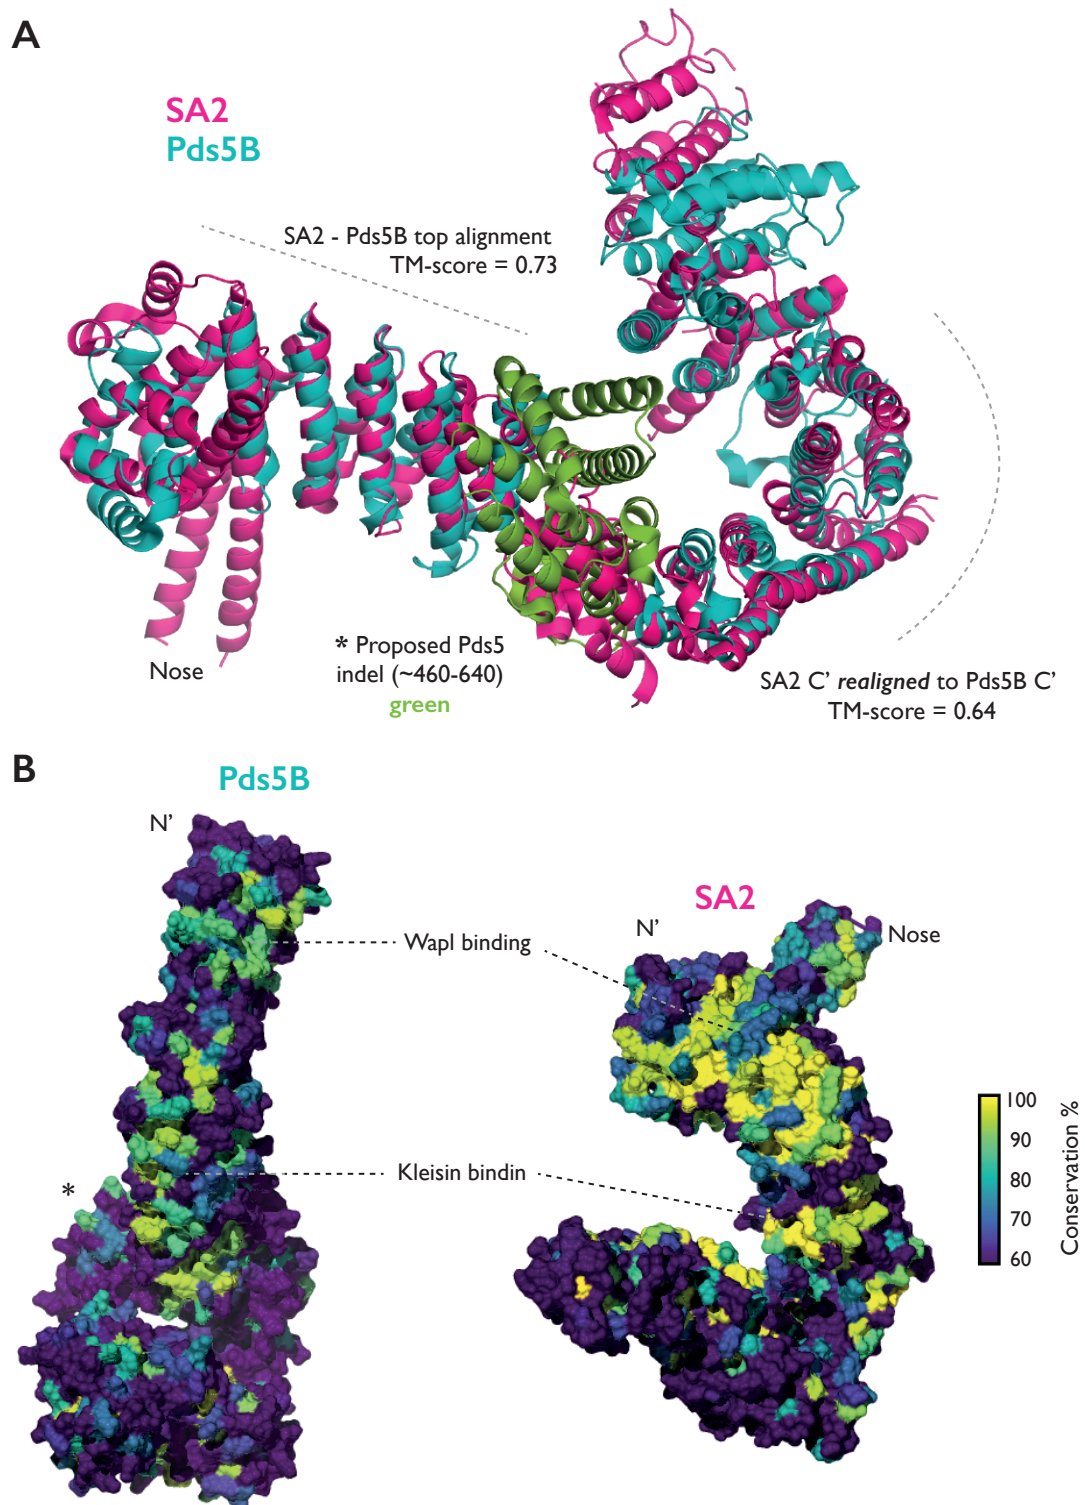 A
SA2
Pds5B
SA2 - Pds5B top alignment
TM-score = 0.73
Nose
* Proposed Pds5
indel (~460-640)
green
SA2 C' realigned to Pds5B C'
TM-score = 0.64
B
Pds5B
N'
SA2
N'
Nose
Wapl binding
Kleisin bindin
*
100
90
80
70
60
Conservation %